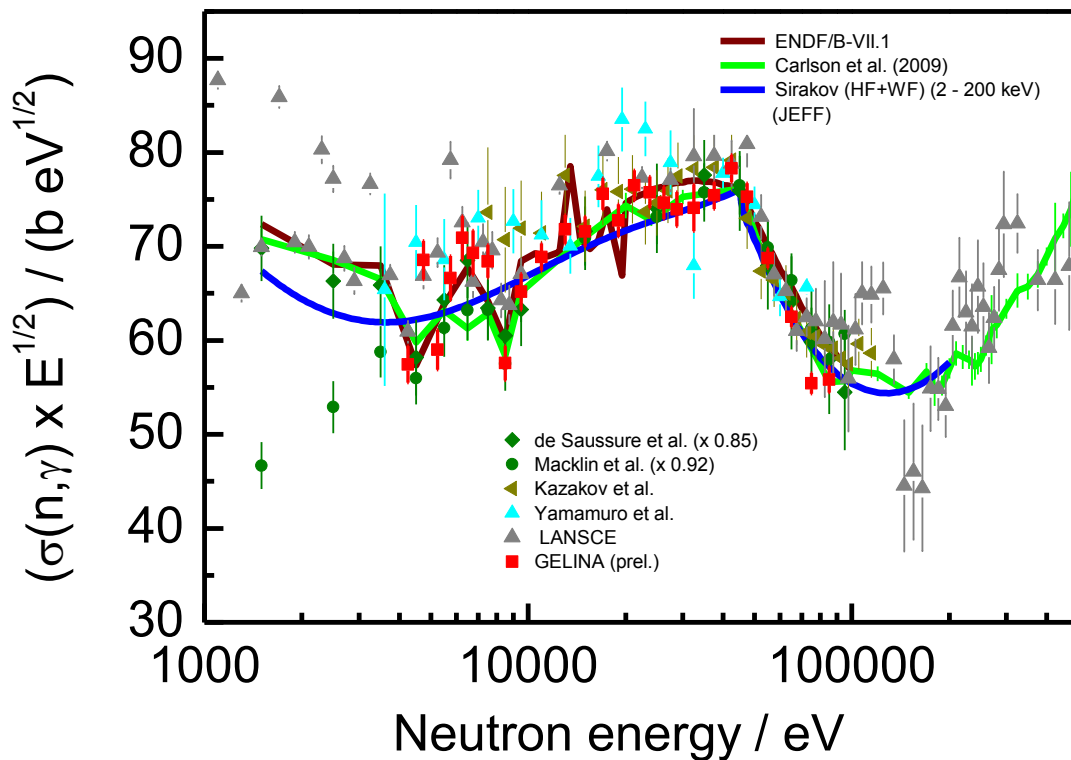 90
80
70
60
50
40
30
1000
10000
100000
(σ(n,γ) x E^{1/2}) / (b eV^{1/2})
Neutron energy / eV
ENDF/B-VII.1
Carlson et al. (2009)
Sirakov (HF+WF) (2 - 200 keV)
(JEFF)
de Saussure et al. (x 0.85)
Macklin et al. (x 0.92)
Kazakov et al.
Yamamuro et al.
LANSCE
GELINA (prel.)